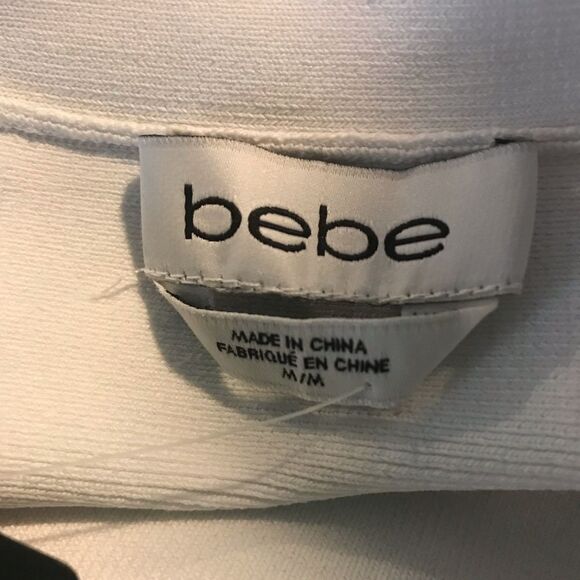 bebe
MADE IN CHINA
FABRIQUÉ EN CHINE
M/M